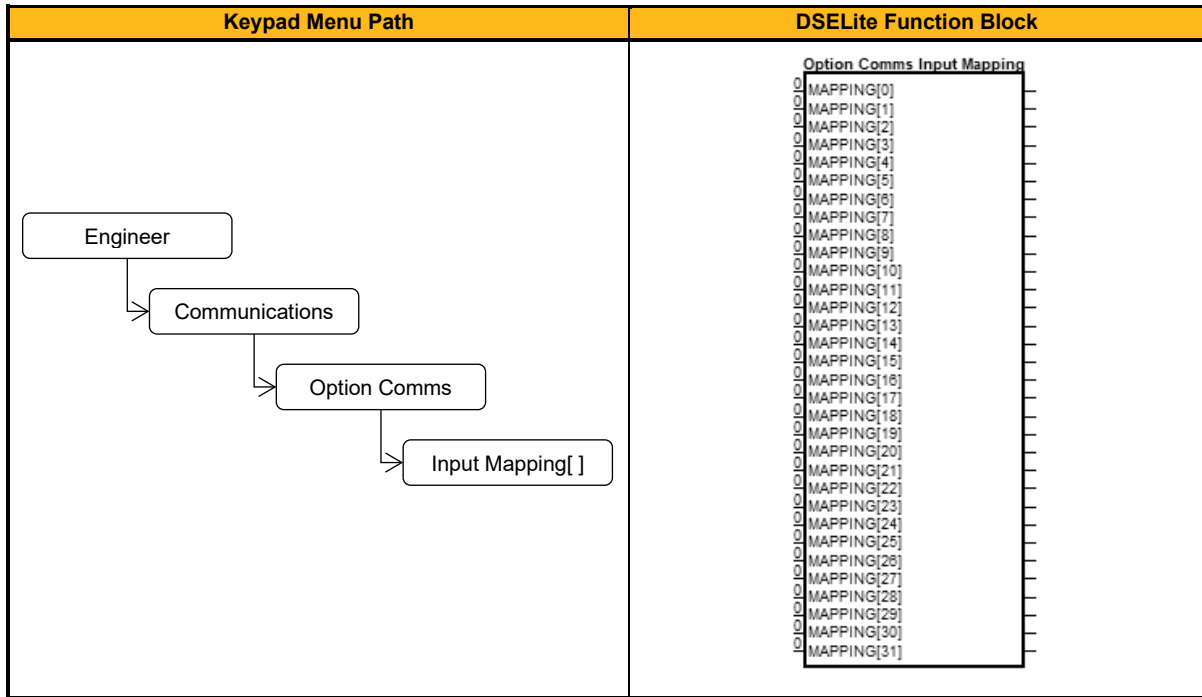 Keypad Menu Path
DSELite Function Block
Engineer
Communications
Option Comms
Input Mapping[ ]
Option Comms Input Mapping
0 MAPPING[0]
0 MAPPING[1]
0 MAPPING[2]
0 MAPPING[3]
0 MAPPING[4]
0 MAPPING[5]
0 MAPPING[6]
0 MAPPING[7]
0 MAPPING[8]
0 MAPPING[9]
0 MAPPING[10]
0 MAPPING[11]
0 MAPPING[12]
0 MAPPING[13]
0 MAPPING[14]
0 MAPPING[15]
0 MAPPING[16]
0 MAPPING[17]
0 MAPPING[18]
0 MAPPING[19]
0 MAPPING[20]
0 MAPPING[21]
0 MAPPING[22]
0 MAPPING[23]
0 MAPPING[24]
0 MAPPING[25]
0 MAPPING[26]
0 MAPPING[27]
0 MAPPING[28]
0 MAPPING[29]
0 MAPPING[30]
0 MAPPING[31]